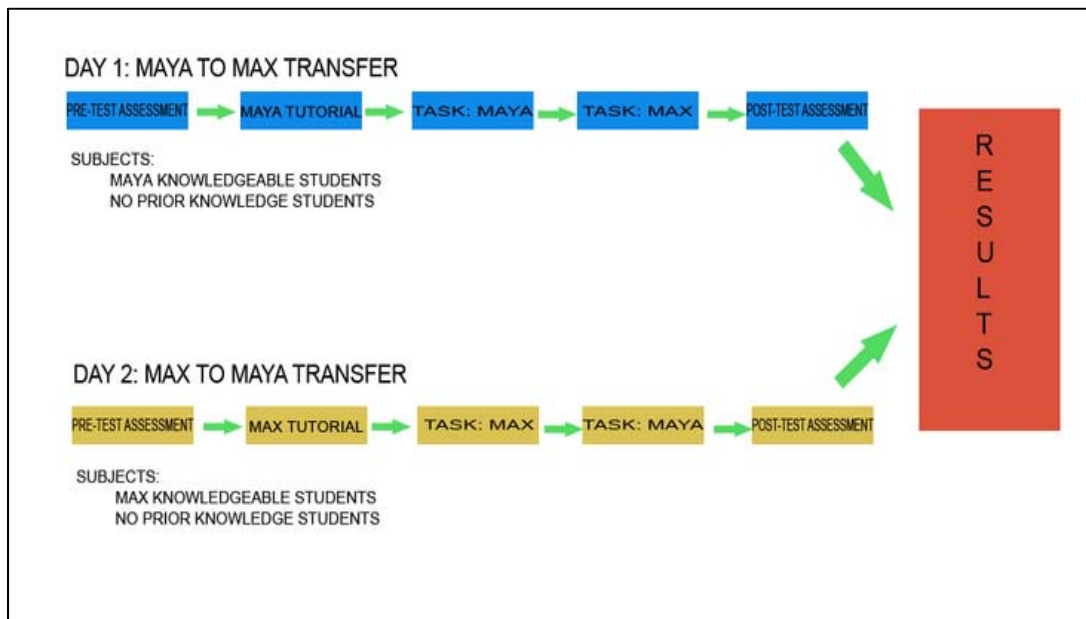 DAY 1: MAYA TO MAX TRANSFER
PRE-TEST ASSESSMENT
MAYA TUTORIAL
TASK: MAYA
TASK: MAX
POST-TEST ASSESSMENT
SUBJECTS:
MAYA KNOWLEDGEABLE STUDENTS
NO PRIOR KNOWLEDGE STUDENTS
DAY 2: MAX TO MAYA TRANSFER
PRE-TEST ASSESSMENT
MAX TUTORIAL
TASK: MAX
TASK: MAYA
POST-TEST ASSESSMENT
SUBJECTS:
MAX KNOWLEDGEABLE STUDENTS
NO PRIOR KNOWLEDGE STUDENTS
RESULTS